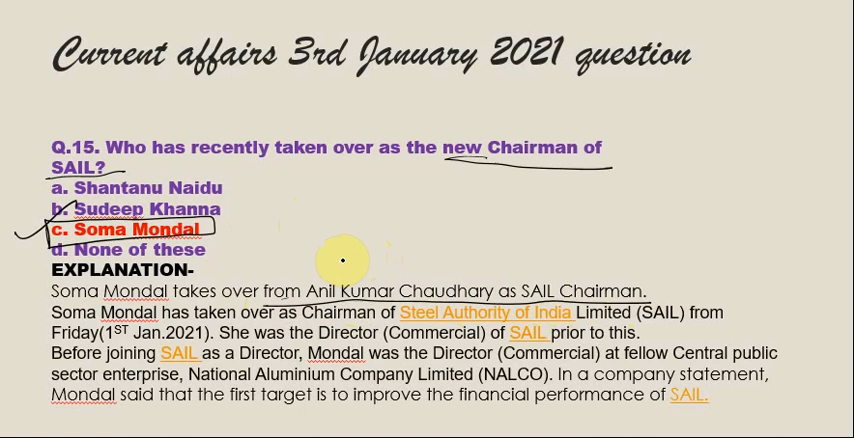 Current affairs 3rd January 2021 question
Q.15. Who has recently taken over as the new Chairman of
SAIL?
a. Shantanu Naidu
b. Sudeep Khanna
c. Soma Mondal
d. None of these
EXPLANATION-
Soma Mondal takes over from Anil Kumar Chaudhary as SAIL Chairman.
Soma Mondal has taken over as Chairman of Steel Authority of India Limited (SAIL) from
Friday(1ST Jan.2021). She was the Director (Commercial) of SAIL prior to this.
Before joining SAIL as a Director, Mondal was the Director (Commercial) at fellow Central public
sector enterprise, National Aluminium Company Limited (NALCO). In a company statement,
Mondal said that the first target is to improve the financial performance of SAIL.